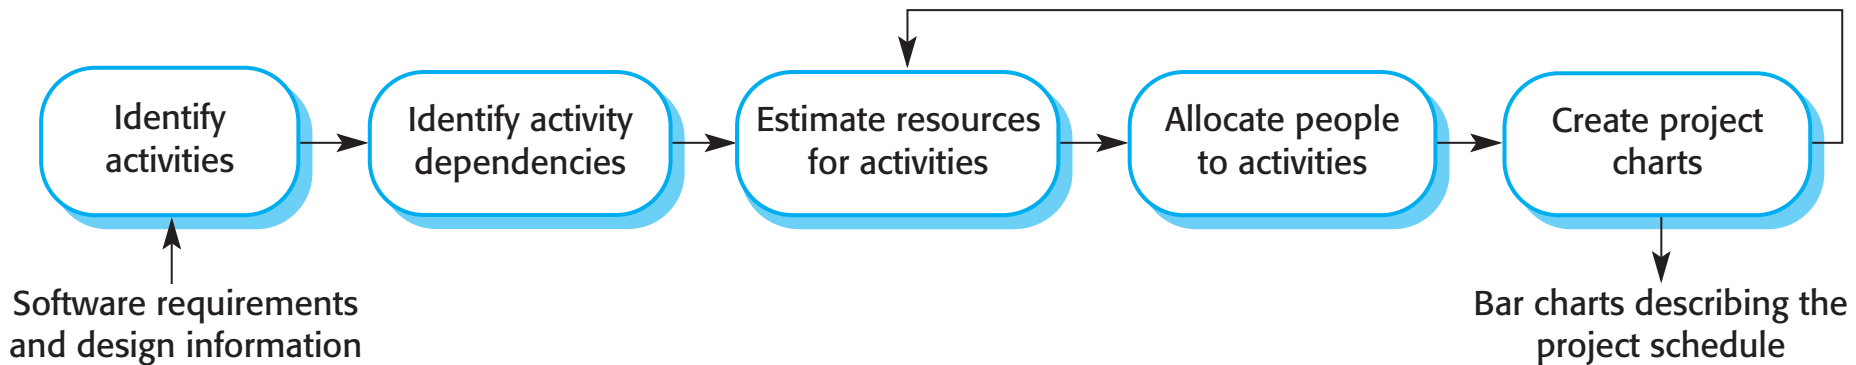 Identify
activities
Identify activity
dependencies
Estimate resources
for activities
Allocate people
to activities
Create project
charts
Software requirements
and design information
Bar charts describing the
project schedule